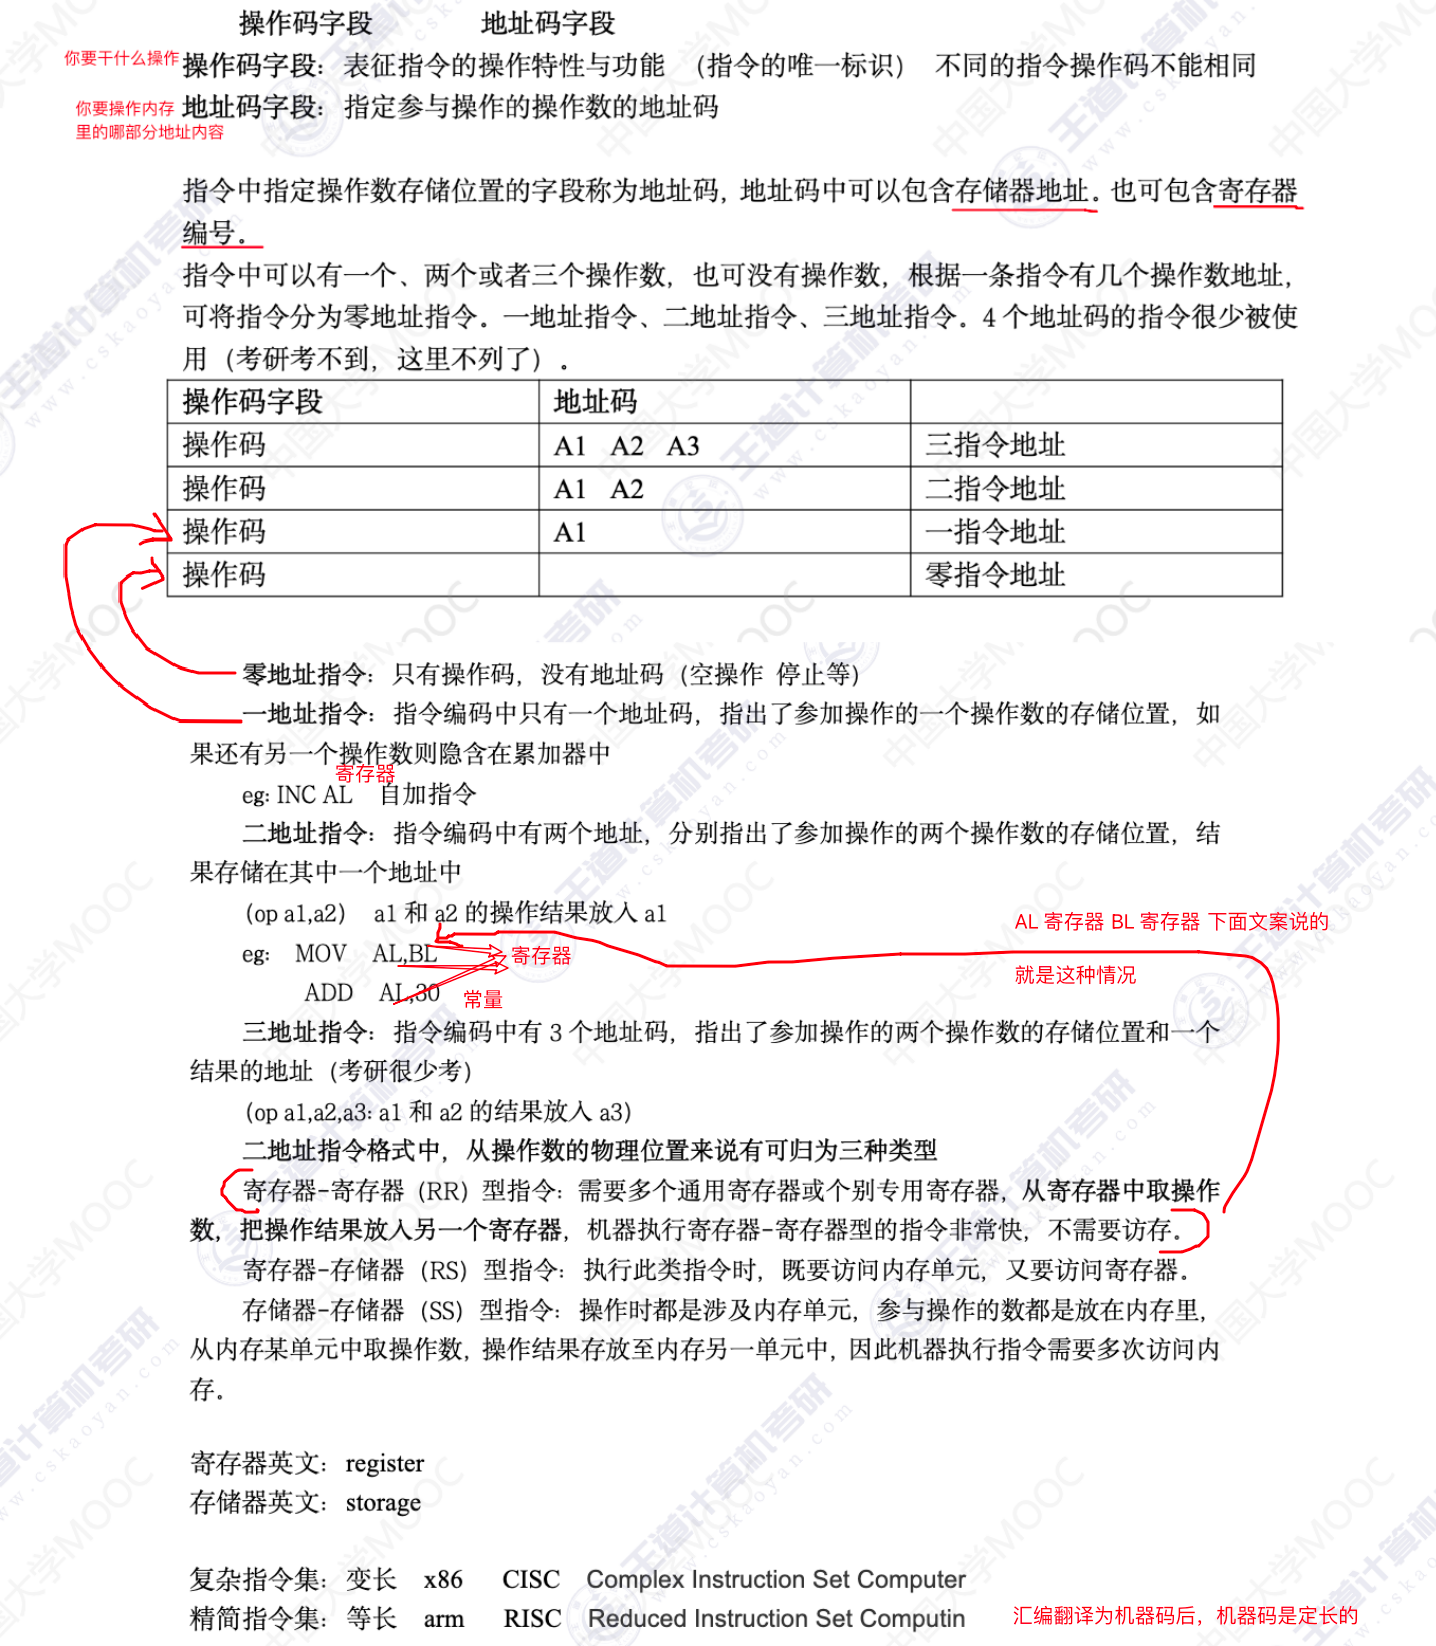 操作码字段 地址码字段
你要干什么操作 操作码字段：表征指令的操作特性与功能 （指令的唯一标识） 不同的指令操作码不能相同
你要操作内存 地址码字段：指定参与操作的操作数的地址码
里的哪部分地址内容
指令中指定操作数存储位置的字段称为地址码，地址码中可以包含存储器地址。也可包含寄存器
编号。
指令中可以有一个、两个或者三个操作数，也可没有操作数，根据一条指令有几个操作数地址，
可将指令分为零地址指令。一地址指令、二地址指令、三地址指令。4 个地址码的指令很少被使
用（考研考不到，这里不列了）。
操作码字段 地址码
操作码 A1 A2 A3 三指令地址
操作码 A1 A2 二指令地址
操作码 A1 一指令地址
操作码 零指令地址
零地址指令：只有操作码，没有地址码（空操作 停止等）
一地址指令：指令编码中只有一个地址码，指出了参加操作的一个操作数的存储位置，如
果还有另一个操作数则隐含在累加器中
寄存器
eg: INC AL 自加指令
二地址指令：指令编码中有两个地址，分别指出了参加操作的两个操作数的存储位置，结
果存储在其中一个地址中
（op a1,a2） a1 和 a2 的操作结果放入 a1
AL 寄存器 BL 寄存器 下面文案说的
eg: MOV AL,BL 寄存器
就是这种情况
ADD AL,30 常量
三地址指令：指令编码中有 3 个地址码，指出了参加操作的两个操作数的存储位置和一个
结果的地址（考研很少考）
（op a1,a2,a3: a1 和 a2 的结果放入 a3）
二地址指令格式中，从操作数的物理位置来说有可归为三种类型
寄存器-寄存器（RR）型指令：需要多个通用寄存器或个别专用寄存器，从寄存器中取操作
数，把操作结果放入另一个寄存器，机器执行寄存器-寄存器型的指令非常快，不需要访存。
寄存器-存储器（RS）型指令：执行此类指令时，既要访问内存单元，又要访问寄存器。
存储器-存储器（SS）型指令：操作时都是涉及内存单元，参与操作的数都是放在内存里，
从内存某单元中取操作数，操作结果存放至内存另一单元中，因此机器执行指令需要多次访问内
存。
寄存器英文：register
存储器英文：storage
复杂指令集：变长 x86 CISC Complex Instruction Set Computer
精简指令集：等长 arm RISC Reduced Instruction Set Computin
汇编翻译为机器码后，机器码是定长的
中国大学MOOC
王道计算机考研
www.cskaoyan.com